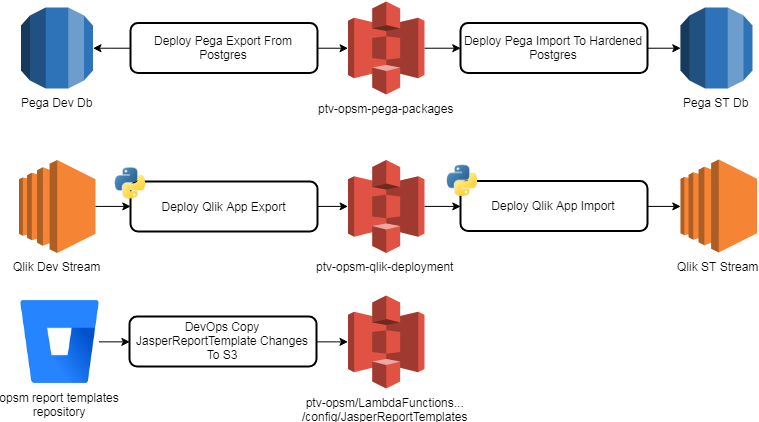 Deploy Pega Export From
Postgres
Deploy Pega Import To Hardened
Postgres
Pega Dev Db
ptv-opsm-pega-packages
Pega ST Db
Deploy Qlik App Export
Deploy Qlik App Import
Qlik Dev Stream
ptv-opsm-qlik-deployment
Qlik ST Stream
DevOps Copy
JasperReportTemplate Changes
To S3
opsm report templates
repository
ptv-opsm/LambdaFunctions...
/config/JasperReportTemplates